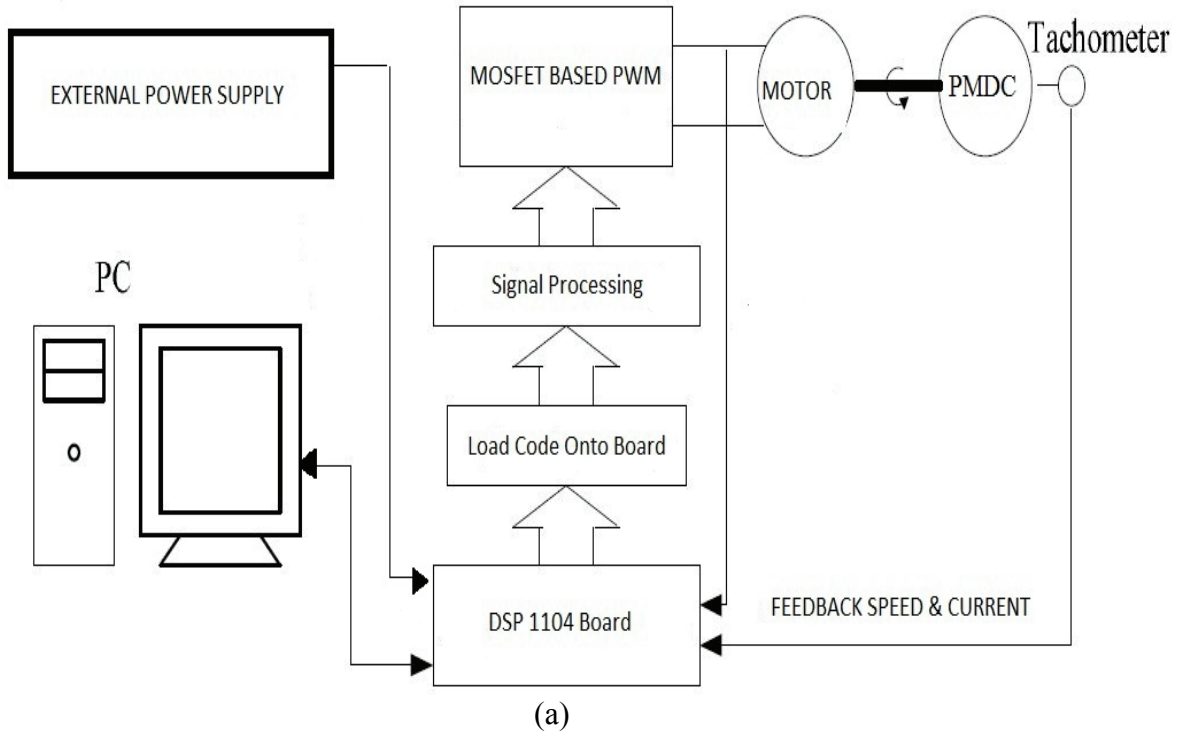 EXTERNAL POWER SUPPLY
MOSFET BASED PWM
MOTOR
PMDC
Tachometer
PC
Signal Processing
Load Code Onto Board
DSP 1104 Board
FEEDBACK SPEED & CURRENT
(a)